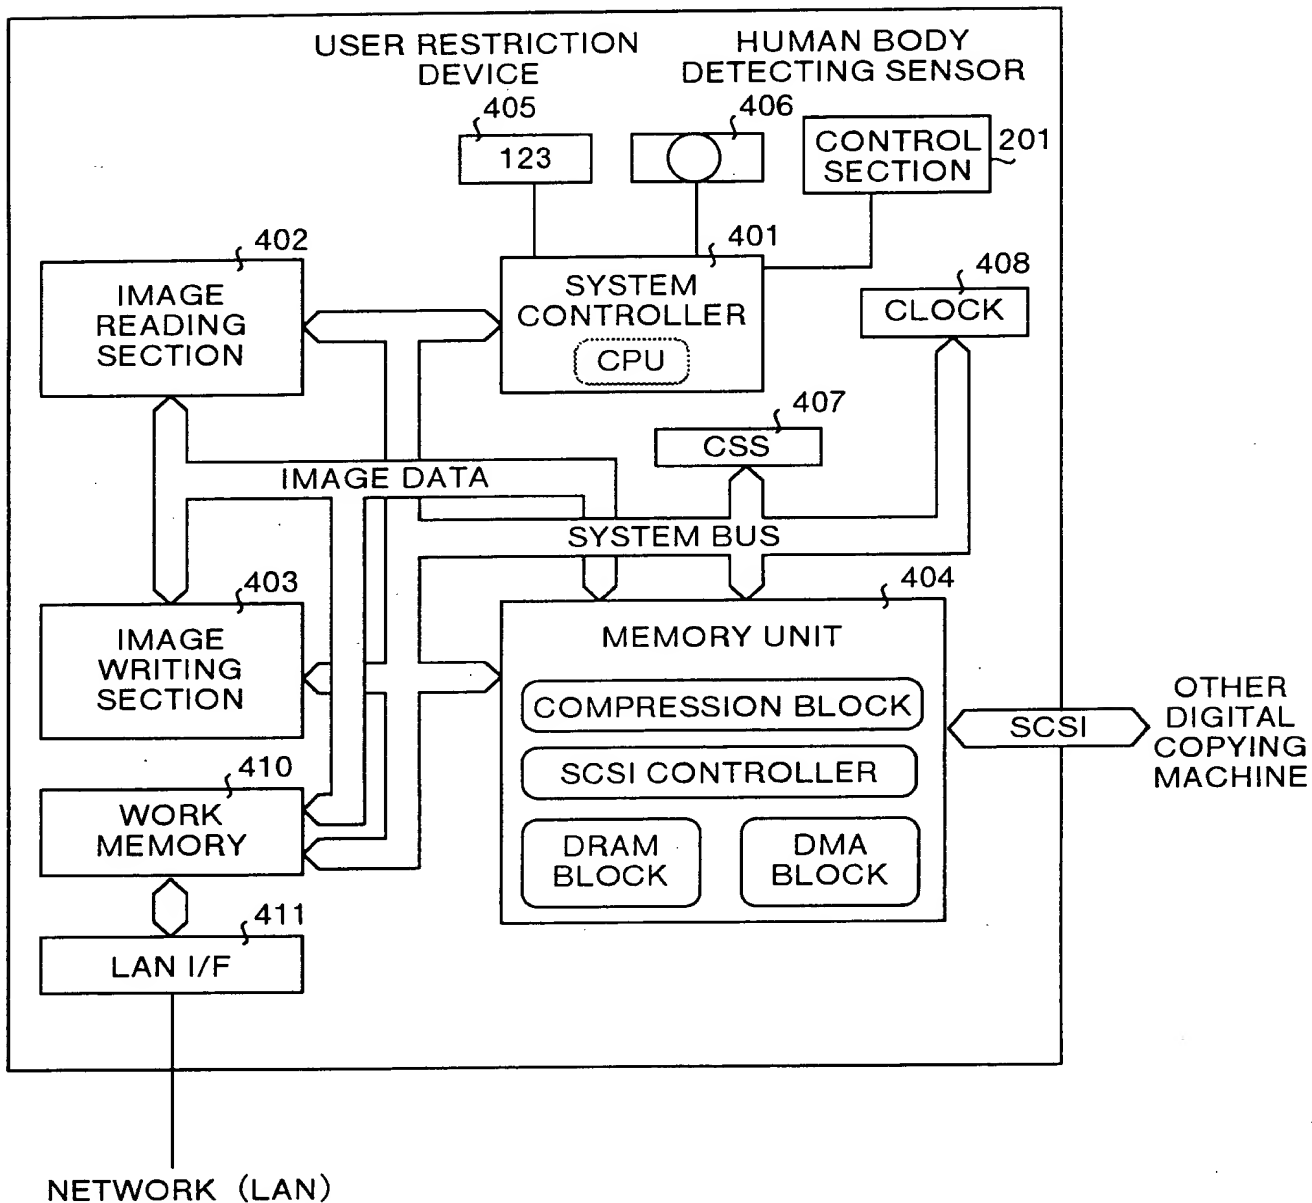 USER RESTRICTION
DEVICE
HUMAN BODY
DETECTING SENSOR
405
406
123
CONTROL
SECTION
201
402
401
408
IMAGE
READING
SECTION
SYSTEM
CONTROLLER
CPU
CLOCK
407
CSS
IMAGE DATA
SYSTEM BUS
403
404
IMAGE
WRITING
SECTION
MEMORY UNIT
COMPRESSION BLOCK
SCSI CONTROLLER
DRAM
BLOCK
DMA
BLOCK
SCSI
OTHER
DIGITAL
COPYING
MACHINE
410
WORK
MEMORY
411
LAN I/F
NETWORK (LAN)